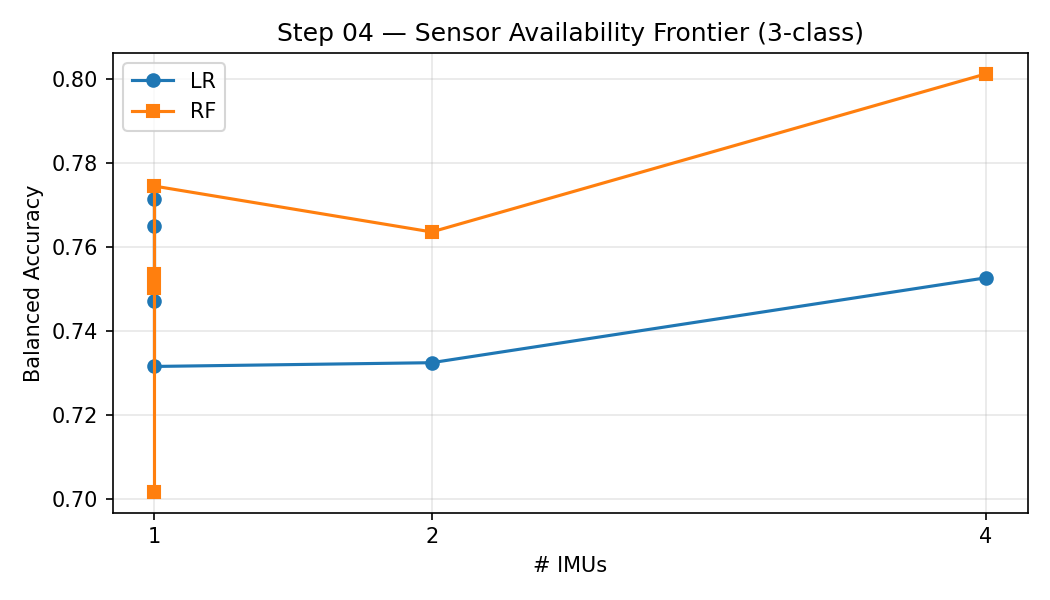 Step 04 — Sensor Availability Frontier (3-class)
LR
RF
Balanced Accuracy
0.80
0.78
0.76
0.74
0.72
0.70
1
2
4
# IMUs